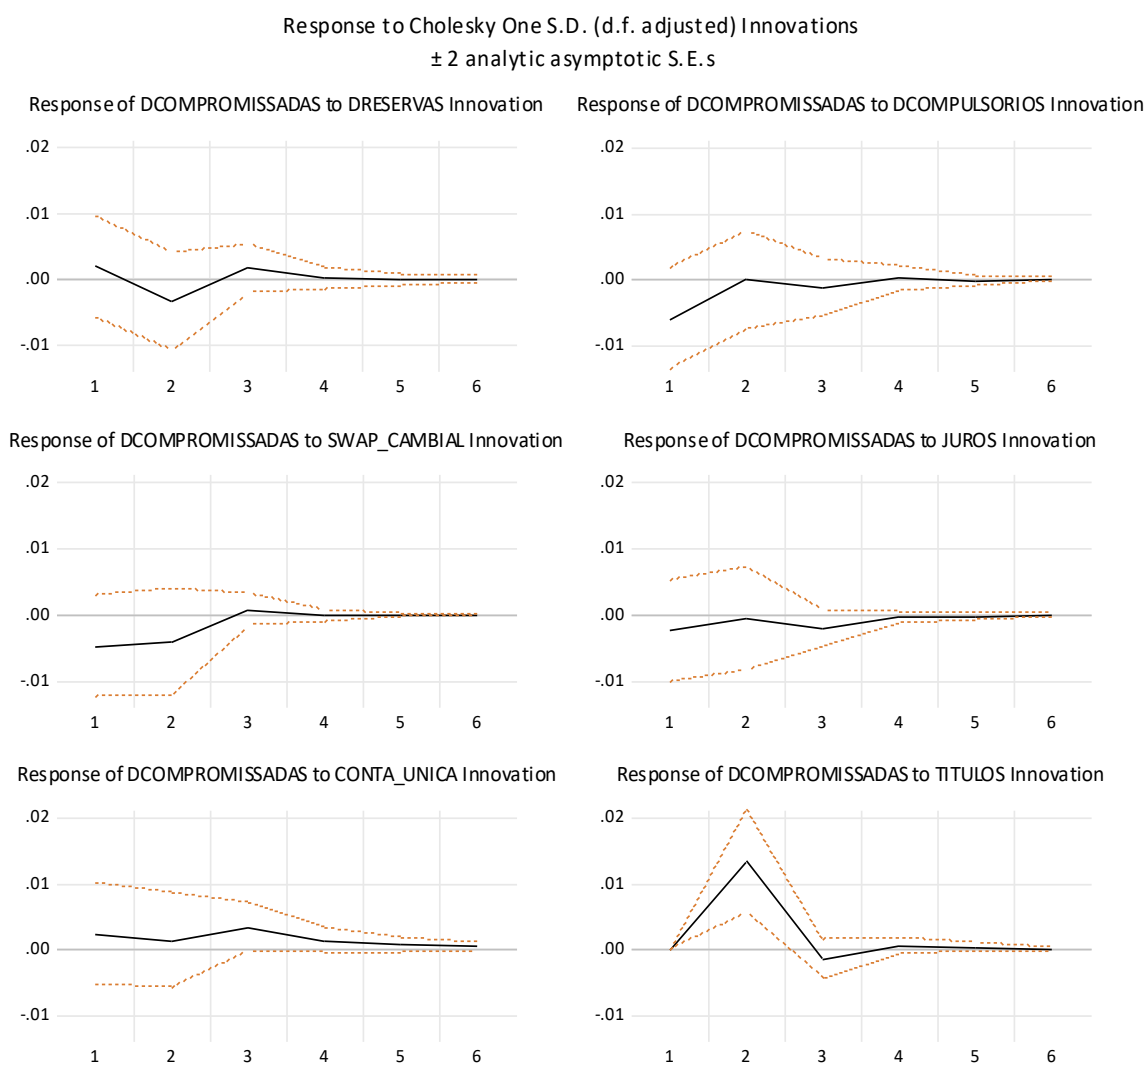 Response to Cholesky One S.D. (d.f. adjusted) Innovations
± 2 analytic asymptotic S.E.s
Response of DCOMPROMISSADAS to DRESERVAS Innovation
.02
.01
.00
-.01
1 2 3 4 5 6
Response of DCOMPROMISSADAS to DCOMPULSORIOS Innovation
.02
.01
.00
-.01
1 2 3 4 5 6
Response of DCOMPROMISSADAS to SWAP_CAMBIAL Innovation
.02
.01
.00
-.01
1 2 3 4 5 6
Response of DCOMPROMISSADAS to JUROS Innovation
.02
.01
.00
-.01
1 2 3 4 5 6
Response of DCOMPROMISSADAS to CONTA_UNICA Innovation
.02
.01
.00
-.01
1 2 3 4 5 6
Response of DCOMPROMISSADAS to TITULOS Innovation
.02
.01
.00
-.01
1 2 3 4 5 6